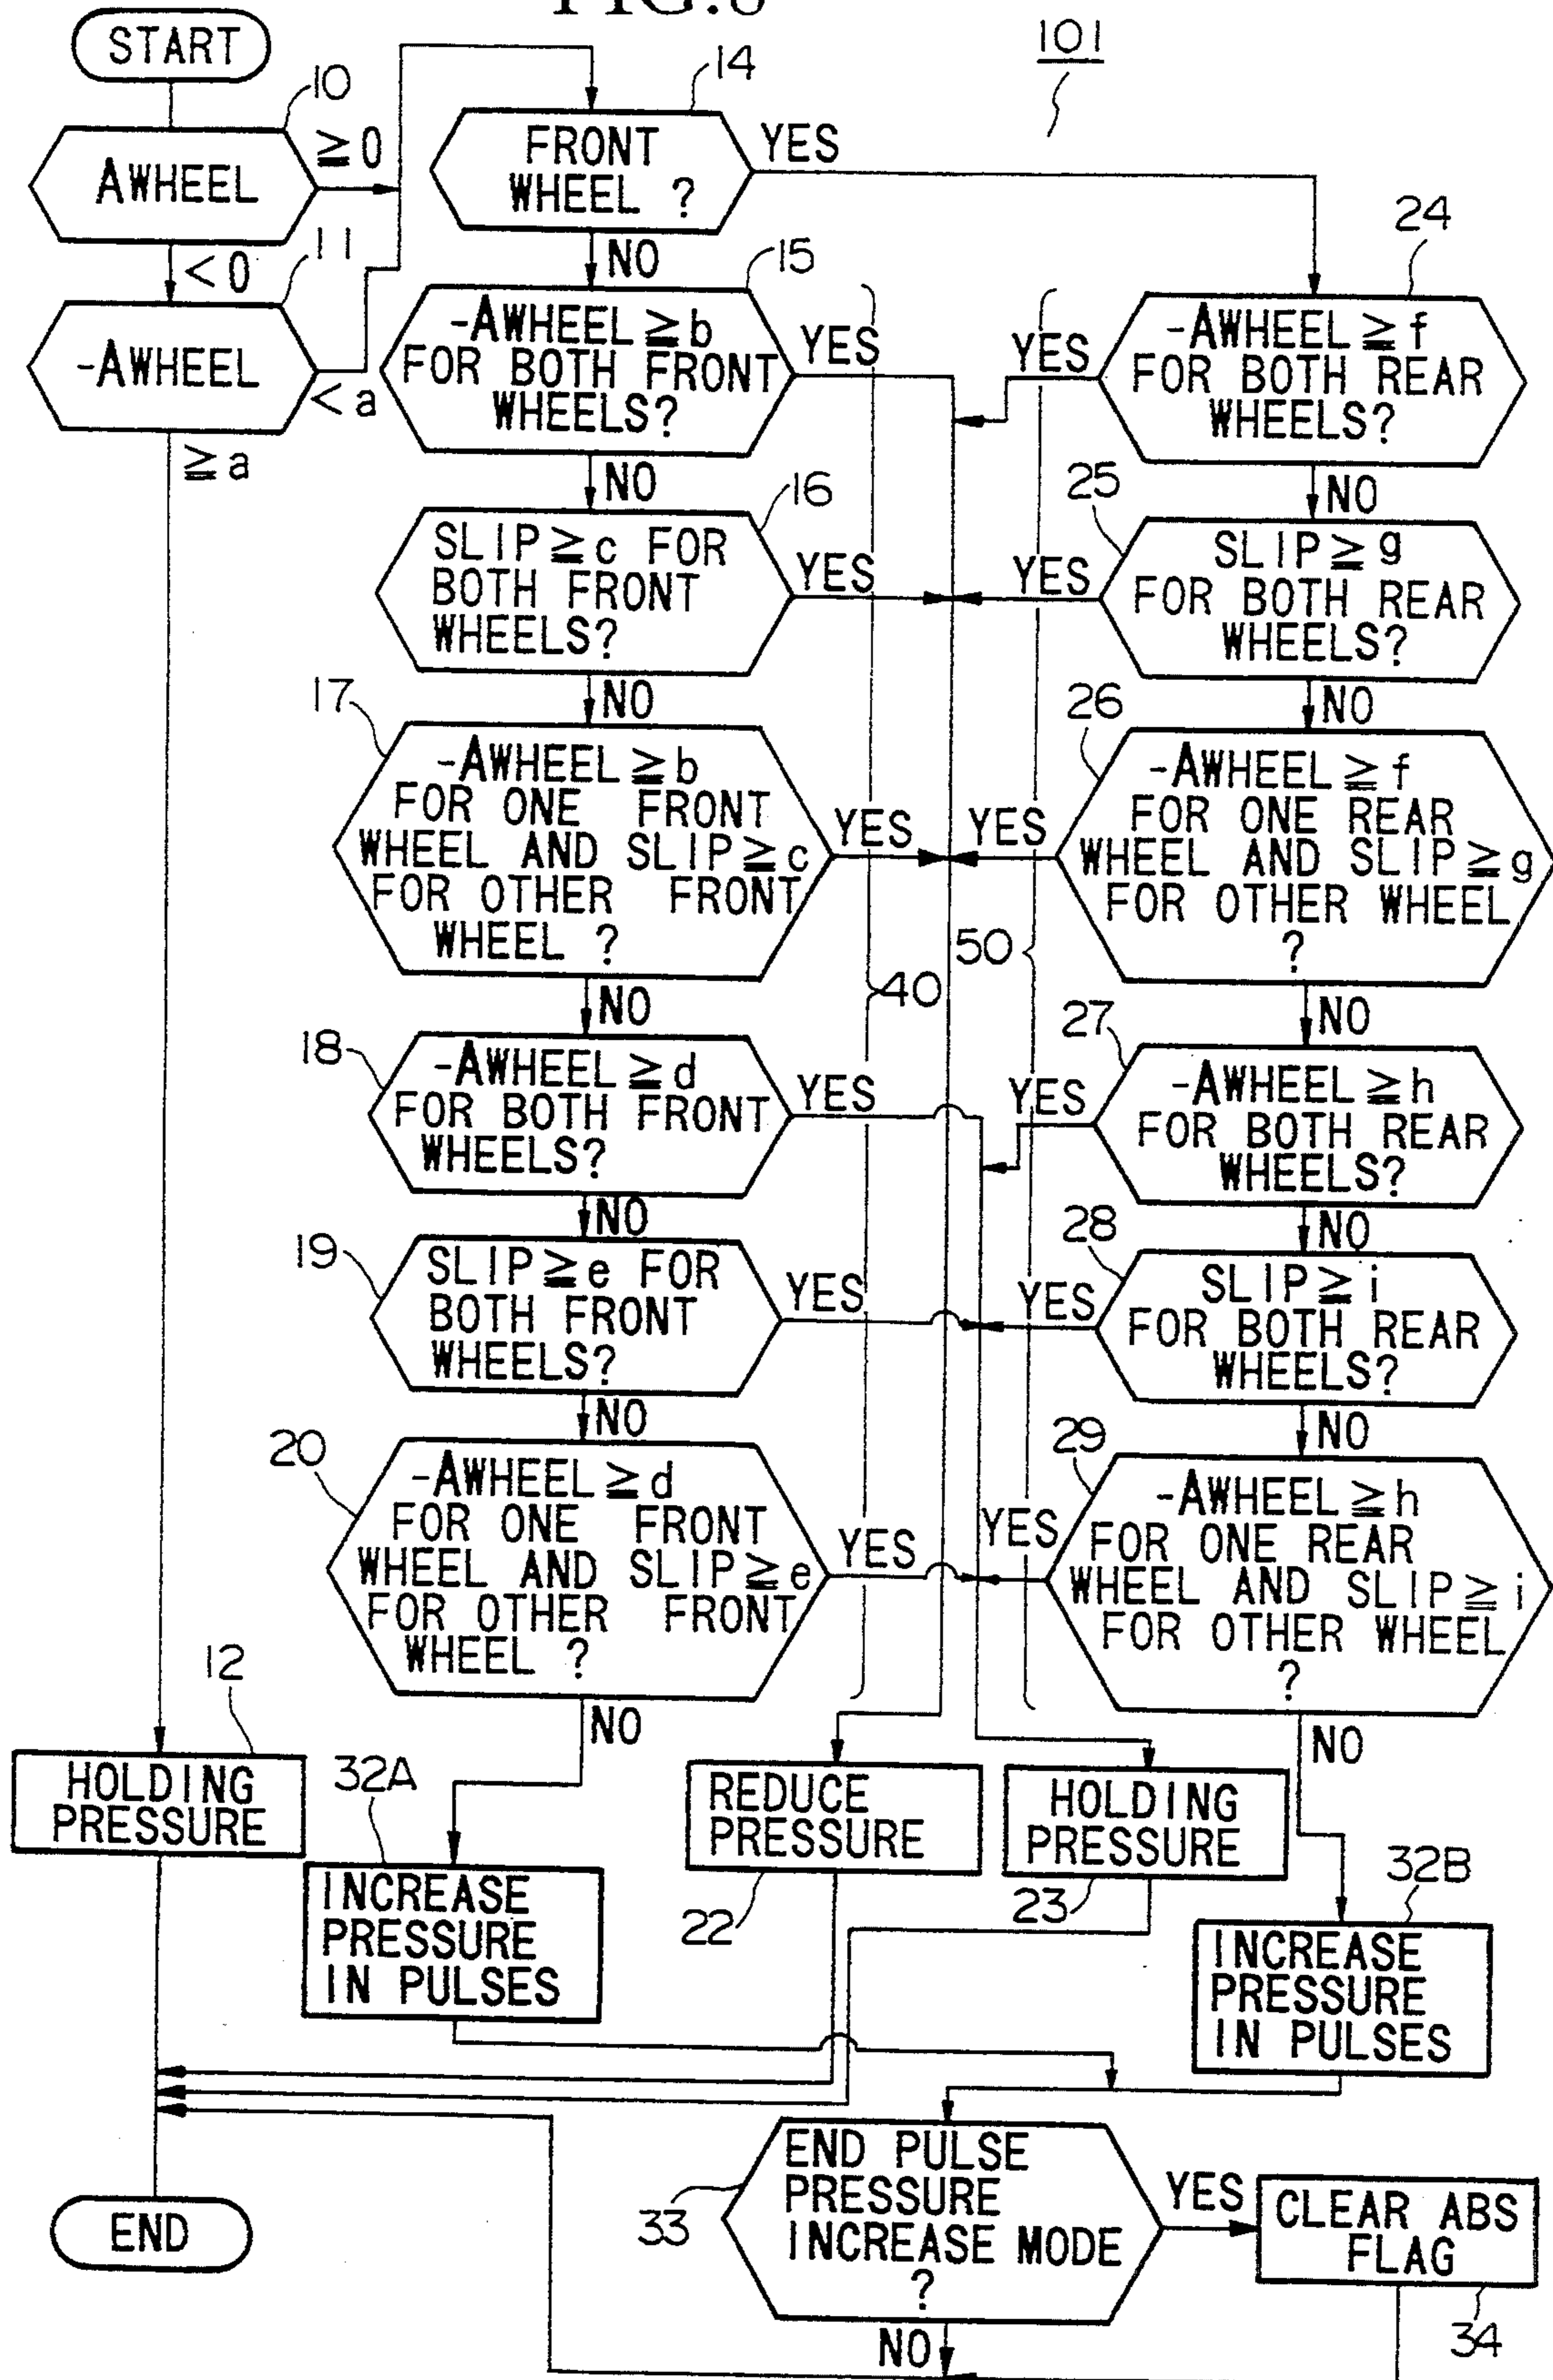 FIG.8
START
101
10
AWHEEL
≧0
<0
11
-AWHEEL
<a
≧a
14
FRONT
WHEEL ?
YES
NO
15
-AWHEEL≧b
FOR BOTH FRONT
WHEELS?
YES
NO
16
SLIP≧c FOR
BOTH FRONT
WHEELS?
YES
NO
17
-AWHEEL≧b
FOR ONE FRONT
WHEEL AND SLIP≧c
FOR OTHER FRONT
WHEEL ?
YES
NO
40
18
-AWHEEL≧d
FOR BOTH FRONT
WHEELS?
YES
NO
19
SLIP≧e FOR
BOTH FRONT
WHEELS?
YES
NO
20
-AWHEEL≧d
FOR ONE FRONT
WHEEL AND SLIP≧e
FOR OTHER FRONT
WHEEL ?
YES
NO
24
-AWHEEL≧f
FOR BOTH REAR
WHEELS?
YES
NO
25
SLIP≧g
FOR BOTH REAR
WHEELS?
YES
NO
26
-AWHEEL≧f
FOR ONE REAR
WHEEL AND SLIP≧g
FOR OTHER WHEEL
?
YES
NO
50
27
-AWHEEL≧h
FOR BOTH REAR
WHEELS?
YES
NO
28
SLIP≧i
FOR BOTH REAR
WHEELS?
YES
NO
29
-AWHEEL≧h
FOR ONE REAR
WHEEL AND SLIP≧i
FOR OTHER WHEEL
?
YES
NO
12
HOLDING
PRESSURE
32A
INCREASE
PRESSURE
IN PULSES
REDUCE
PRESSURE
22
HOLDING
PRESSURE
23
32B
INCREASE
PRESSURE
IN PULSES
END PULSE
PRESSURE
INCREASE MODE
?
33
YES
NO
CLEAR ABS
FLAG
34
END